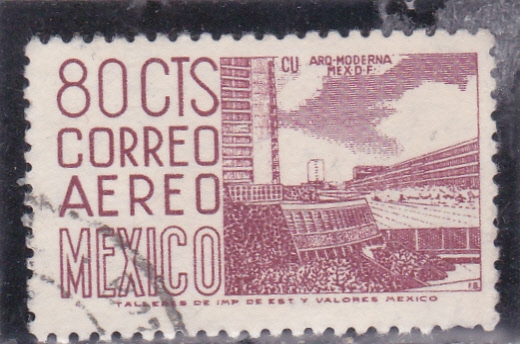 80 CTS
CORREO
AEREO
MEXICO
CU ARQ-MODERNA
MEX-D-F-
TALLERES DE IMP DE EST Y VALORES MEXICO